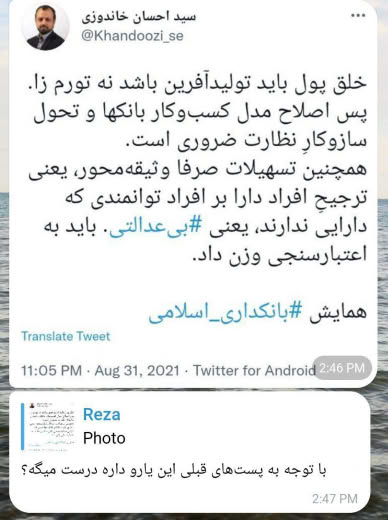 سید احسان خاندوزی
@Khandoozi_se
خلق پول باید تولیدآفرین باشد نه تورم زا.
پس اصلاح مدل کسب‌وکار بانکها و تحول
سازوکارِ نظارت ضروری است.
همچنین تسهیلات صرفا وثیقه‌محور، یعنی
ترجیحِ افراد دارا بر افراد توانمندی که
دارایی ندارند، یعنی #بی‌عدالتی. باید به
اعتبارسنجی وزن داد.
همایش #بانکداری_اسلامی
Translate Tweet
11:05 PM · Aug 31, 2021 · Twitter for Android
2:46 PM
Reza
Photo
با توجه به پست‌های قبلی این یارو داره درست میگه؟
2:47 PM